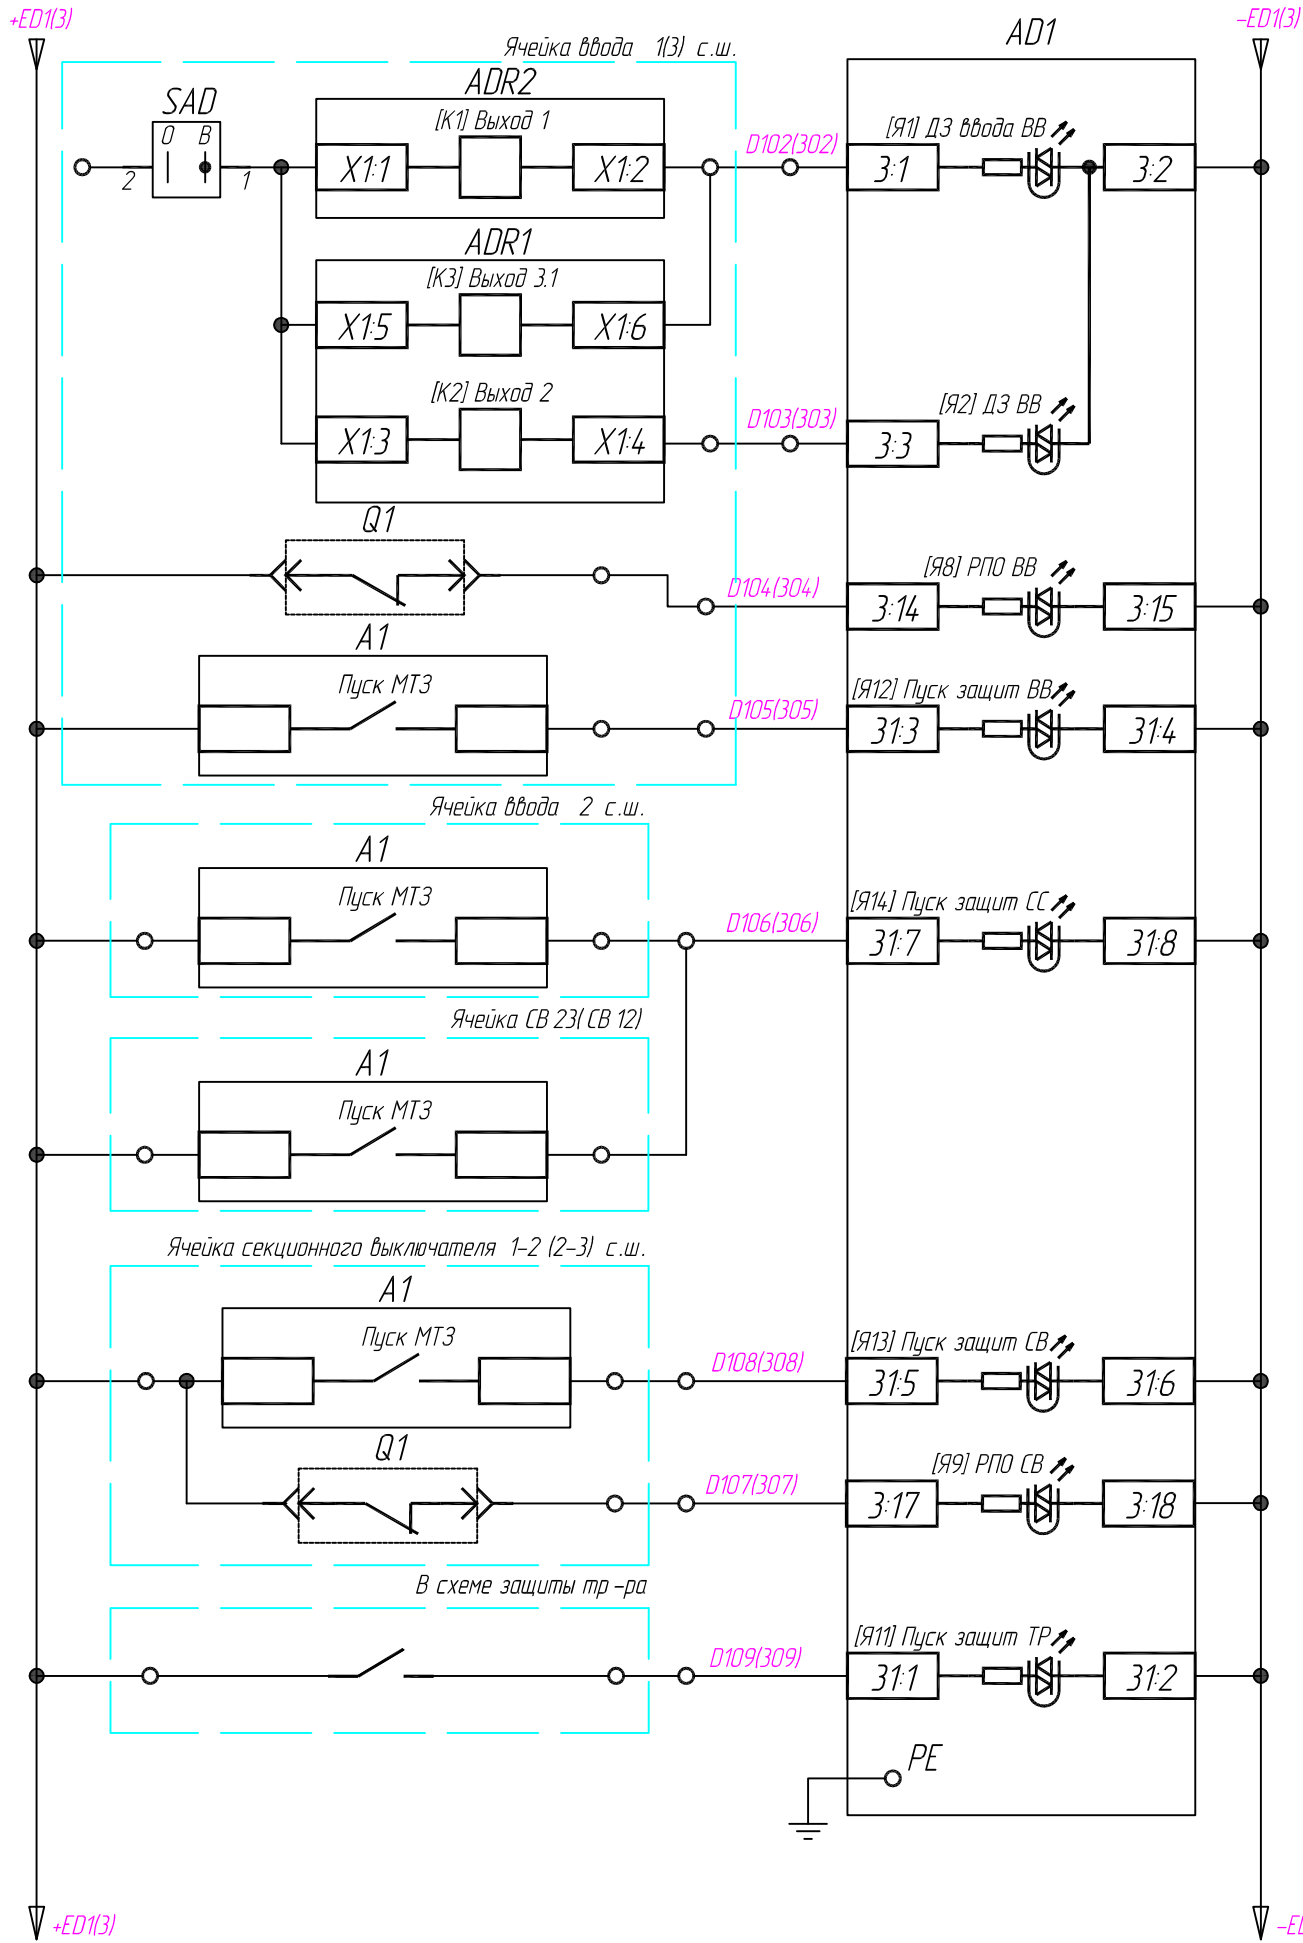 +ED1(3)
-ED1(3)
AD1
Ячейка ввода 1(3) с.ш.
ADR2
SAD
[К1] Выход 1
О В
[Я1] ДЗ ввода ВВ
D102(302)
2
1
X1:1
X1:2
3:1
3:2
ADR1
[К3] Выход 3.1
X1:5
X1:6
[К2] Выход 2
[Я2] ДЗ ВВ
D103(303)
X1:3
X1:4
3:3
Q1
[Я8] РПО ВВ
D104(304)
3:14
3:15
A1
Пуск МТЗ
[Я12] Пуск защит ВВ
D105(305)
31:3
31:4
Ячейка ввода 2 с.ш.
A1
Пуск МТЗ
[Я14] Пуск защит СС
D106(306)
31:7
31:8
Ячейка СВ 23(СВ 12)
A1
Пуск МТЗ
Ячейка секционного выключателя 1-2 (2-3) с.ш.
A1
Пуск МТЗ
[Я13] Пуск защит СВ
D108(308)
31:5
31:6
Q1
[Я9] РПО СВ
D107(307)
3:17
3:18
В схеме защиты тр-ра
[Я11] Пуск защит ТР
D109(309)
31:1
31:2
PE
+ED1(3)
-ED